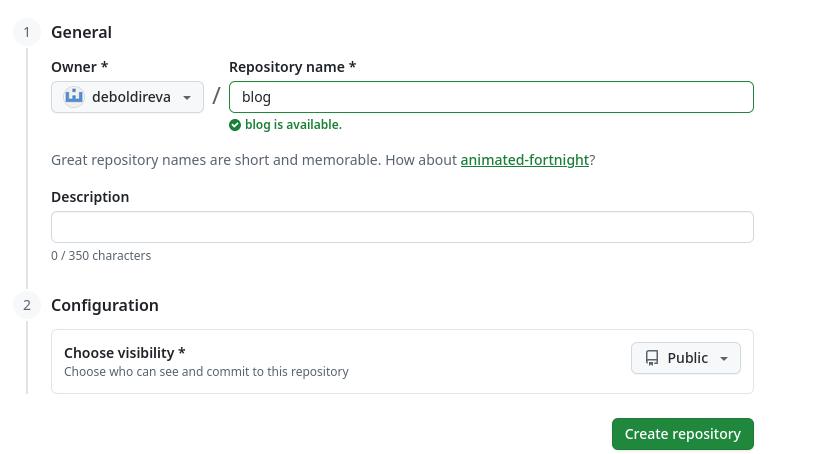 1 General
Owner * Repository name *
deboldireva / blog
blog is available.
Great repository names are short and memorable. How about animated-fortnight?
Description
0 / 350 characters
2 Configuration
Choose visibility *
Choose who can see and commit to this repository
Public
Create repository